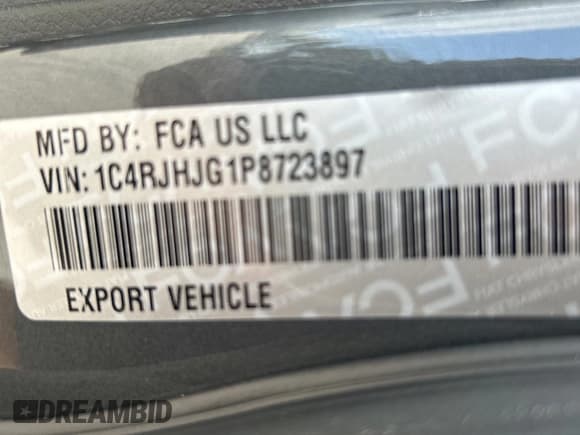 MFD BY: FCA US LLC
VIN: 1C4RJHJG1P8723897
EXPORT VEHICLE
DREAMBID